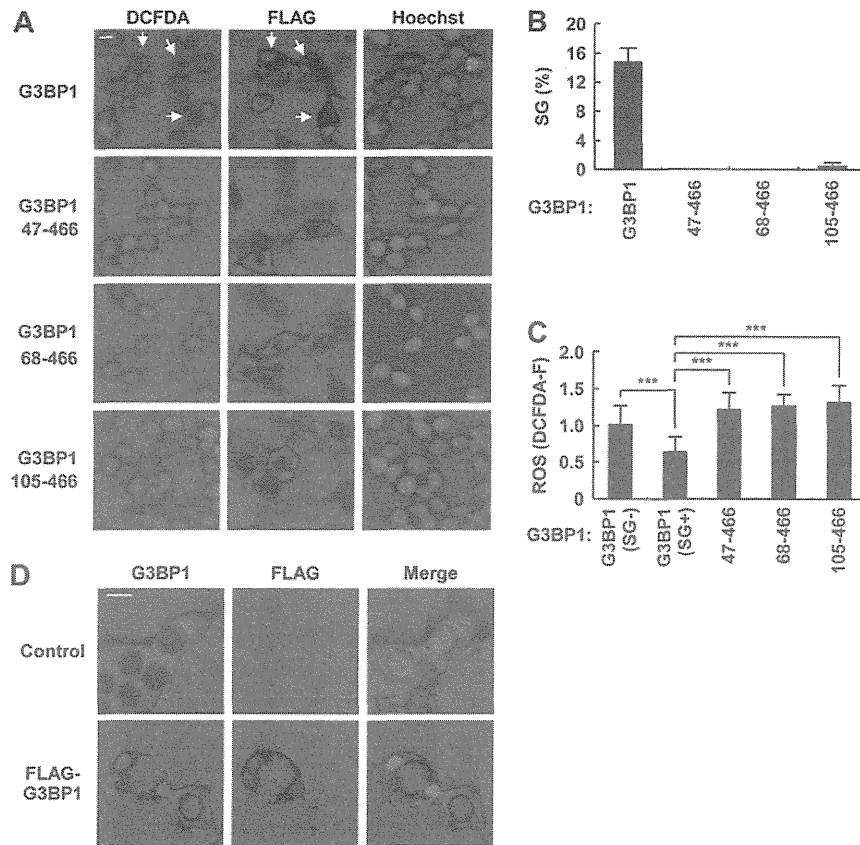 A
DCFDA FLAG Hoechst
G3BP1
G3BP1
47-466
G3BP1
68-466
G3BP1
105-466
B
SG (%)
20
16
12
8
4
0
G3BP1: G3BP1 47-466 68-466 105-466
C
ROS (DCFDA-F)
2.0
1.5
1.0
0.5
0
***
***
***
***
G3BP1: G3BP1 (SG-) G3BP1 (SG+) 47-466 68-466 105-466
D
G3BP1 FLAG Merge
Control
FLAG-
G3BP1